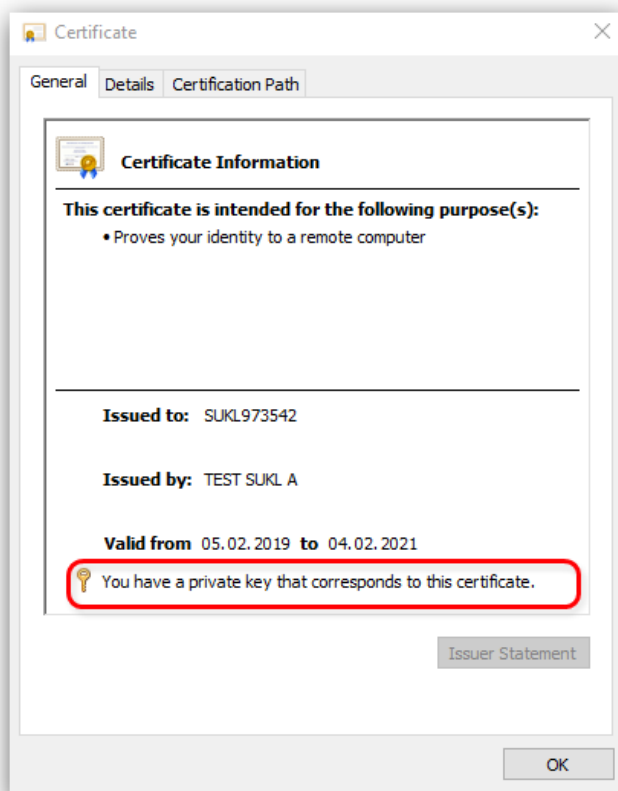 Certificate
General Details Certification Path
Certificate Information
This certificate is intended for the following purpose(s):
• Proves your identity to a remote computer
Issued to: SUKL973542
Issued by: TEST SUKL A
Valid from 05.02.2019 to 04.02.2021
You have a private key that corresponds to this certificate.
Issuer Statement
OK